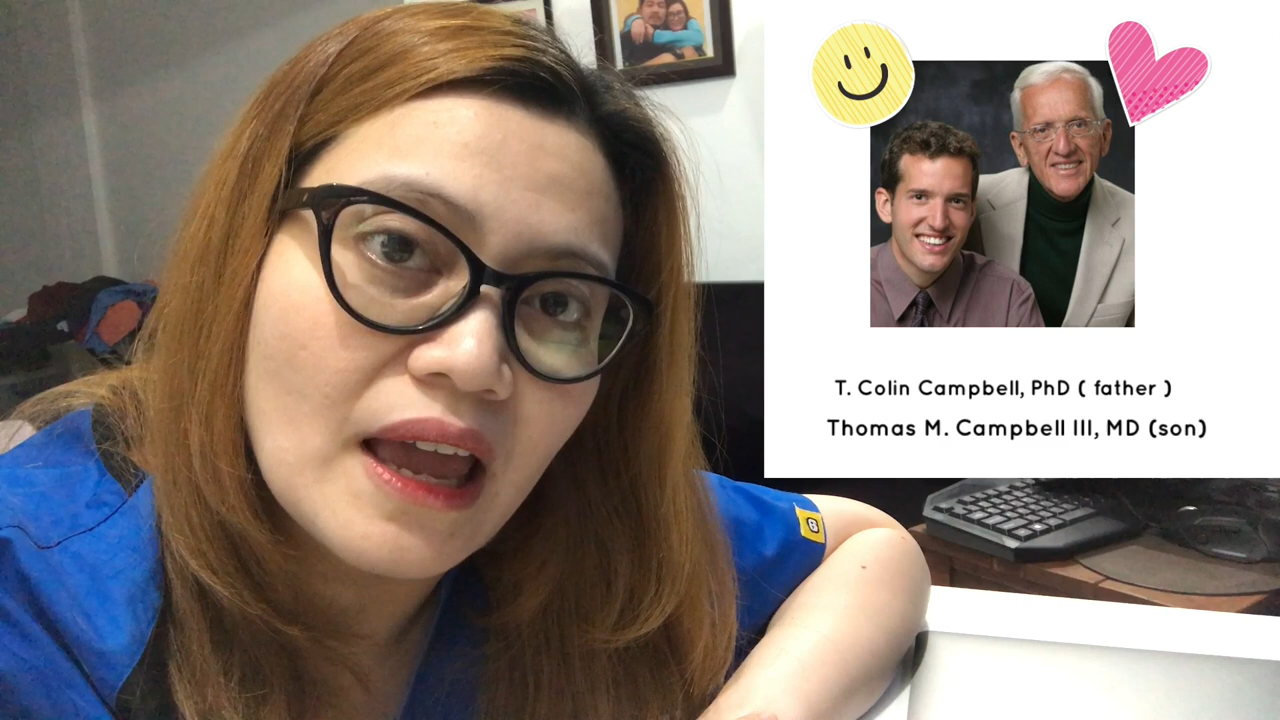 T. Colin Campbell, PhD ( father )
Thomas M. Campbell III, MD (son)